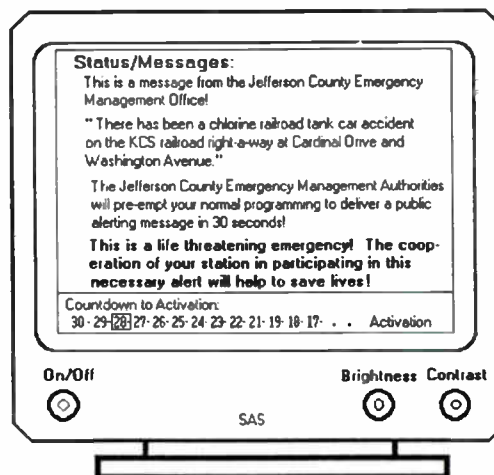 Status/Messages:
This is a message from the Jefferson County Emergency
Management Office!
"There has been a chlorine railroad tank car accident
on the KCS railroad right-a-way at Cardinal Drive and
Washington Avenue."
The Jefferson County Emergency Management Authorities
will pre-empt your normal programming to deliver a public
alerting message in 30 seconds!
This is a life threatening emergency! The coop-
eration of your station in participating in this
necessary alert will help to save lives!
Countdown to Activation:
30-29-28-27-26-25-24-23-22-21-19-18-17- . . Activation
On/Off
Brightness Contrast
SAS